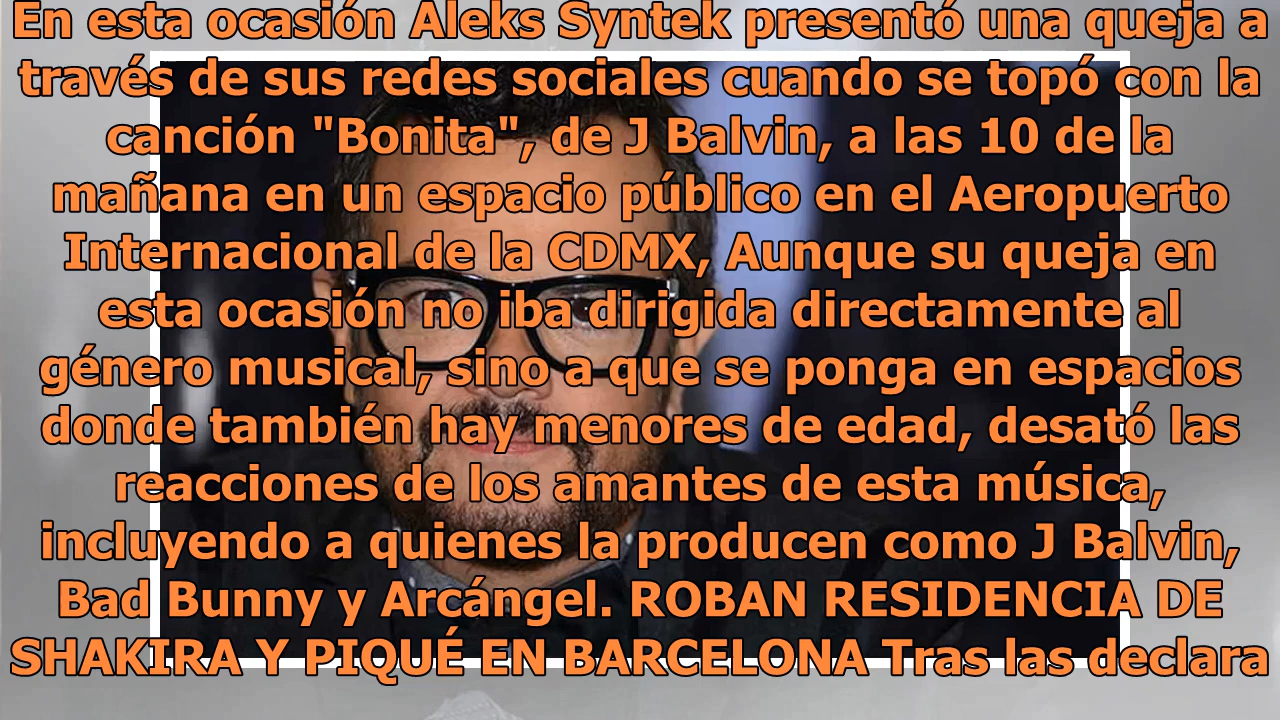 En esta ocasión Aleks Syntek presentó una queja a
través de sus redes sociales cuando se topó con la
canción "Bonita", de J Balvin, a las 10 de la
mañana en un espacio público en el Aeropuerto
Internacional de la CDMX, Aunque su queja en
esta ocasión no iba dirigida directamente al
género musical, sino a que se ponga en espacios
donde también hay menores de edad, desató las
reacciones de los amantes de esta música,
incluyendo a quienes la producen como J Balvin,
Bad Bunny y Arcángel. ROBAN RESIDENCIA DE
SHAKIRA Y PIQUÉ EN BARCELONA Tras las declara